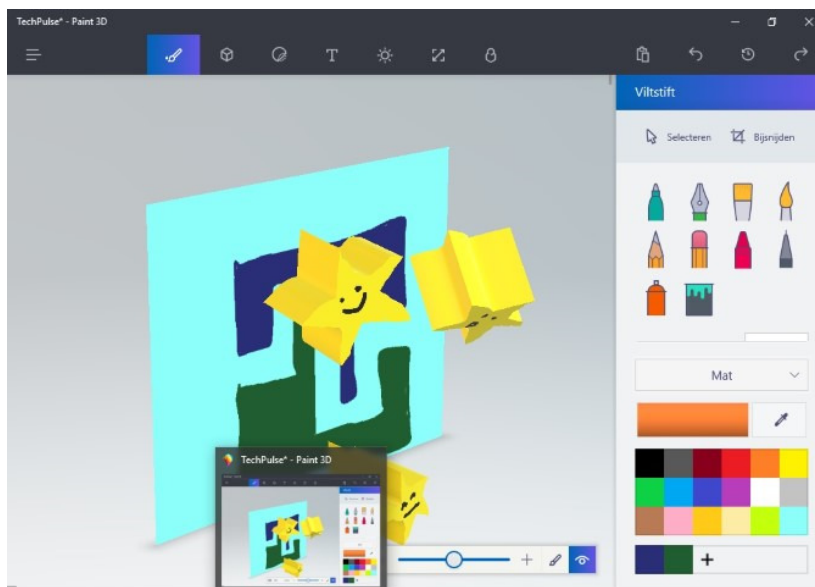 TechPulse* - Paint 3D
Viltstift
Selecteren
Bijsnijden
Mat
TechPulse* - Paint 3D